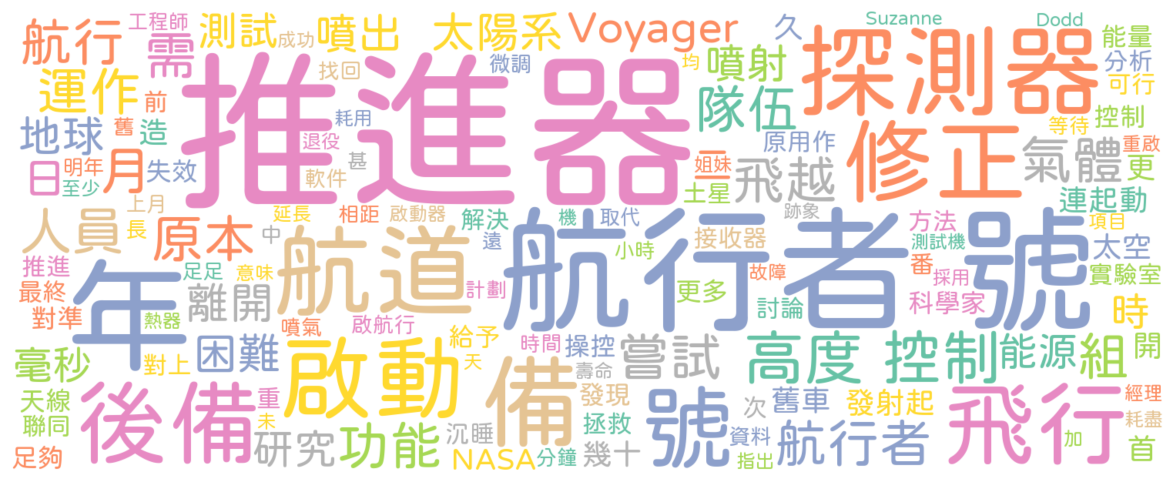 航行 工程師 需 測試 成功 噴出 太陽系 Voyager 久 Suzanne Dodd 能量
找回 微調 均 噴射 探測器 分析
運作 前 推進器 隊伍 可行
地球 舊 造 耗用 原用作 修正 等待 控制
日 明年 月 失效 退役 甚 姐妹 一 飛越 氣體 更 重啟
至少 軟件 土星 連起動
人員 上月 長 原本 延長 相距 啟動器 解決 機 取代 跡象 方法 項目
中 航道 遠 航行者號 小時 接收器 測試機 太空
推進 年 足足 意味 故障 番 採用 實驗室
最終 離開 計劃 更多 討論 科學家 時
對準 熱器 噴氣 啟航行 給予
毫秒 對上 困難 啟動 天 時間 操控 嘗試 高度 控制 能源 組 開
備 壽命
天線 後備 重 發現 號 次 舊車 發射起 飛行 經理
聯同 未 功能 沉睡 拯救 資料 航行者 耗盡
足夠 研究 NASA 分鐘 幾十 指出 加 首